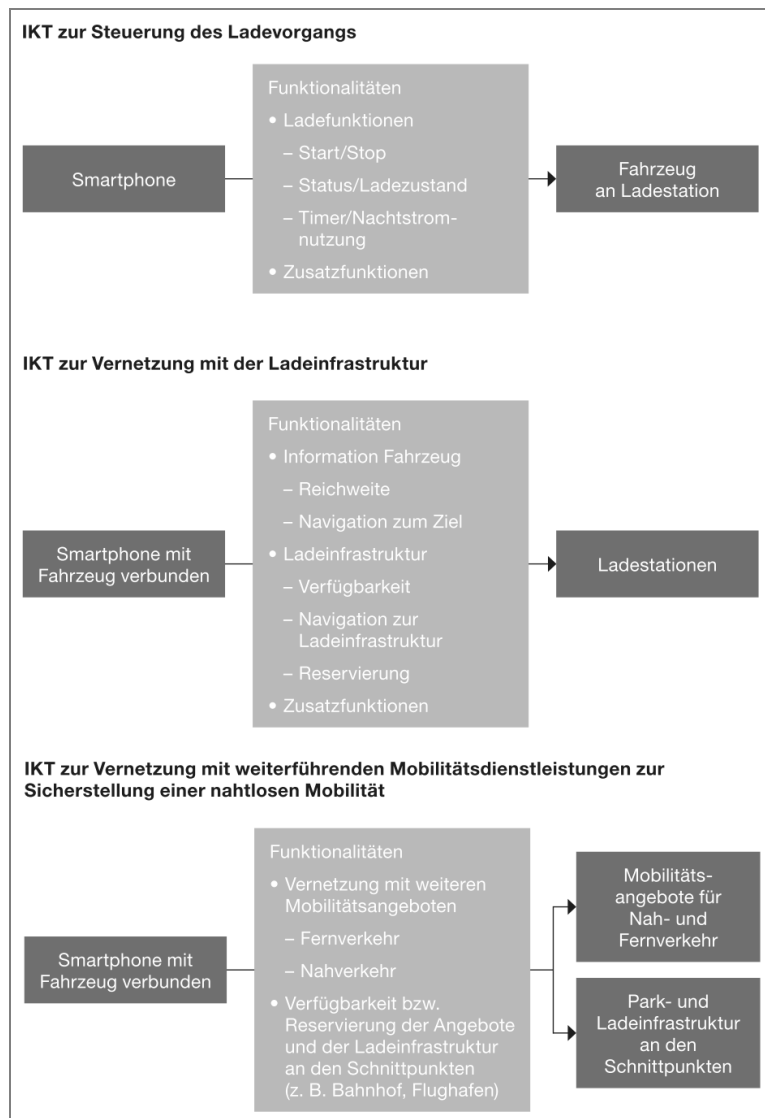 IKT zur Steuerung des Ladevorgangs
Smartphone
Funktionalitäten
• Ladefunktionen
– Start/Stop
– Status/Ladezustand
– Timer/Nachtstrom-
nutzung
• Zusatzfunktionen
Fahrzeug
an Ladestation
IKT zur Vernetzung mit der Ladeinfrastruktur
Smartphone mit
Fahrzeug verbunden
Funktionalitäten
• Information Fahrzeug
– Reichweite
– Navigation zum Ziel
• Ladeinfrastruktur
– Verfügbarkeit
– Navigation zur
Ladeinfrastruktur
– Reservierung
• Zusatzfunktionen
Ladestationen
IKT zur Vernetzung mit weiterführenden Mobilitätsdienstleistungen zur
Sicherstellung einer nahtlosen Mobilität
Smartphone mit
Fahrzeug verbunden
Funktionalitäten
• Vernetzung mit weiteren
Mobilitätsangeboten
– Fernverkehr
– Nahverkehr
• Verfügbarkeit bzw.
Reservierung der Angebote
und der Ladeinfrastruktur
an den Schnittpunkten
(z. B. Bahnhof, Flughafen)
Mobilitäts-
angebote für
Nah- und
Fernverkehr
Park- und
Ladeinfrastruktur
an den
Schnittpunkten